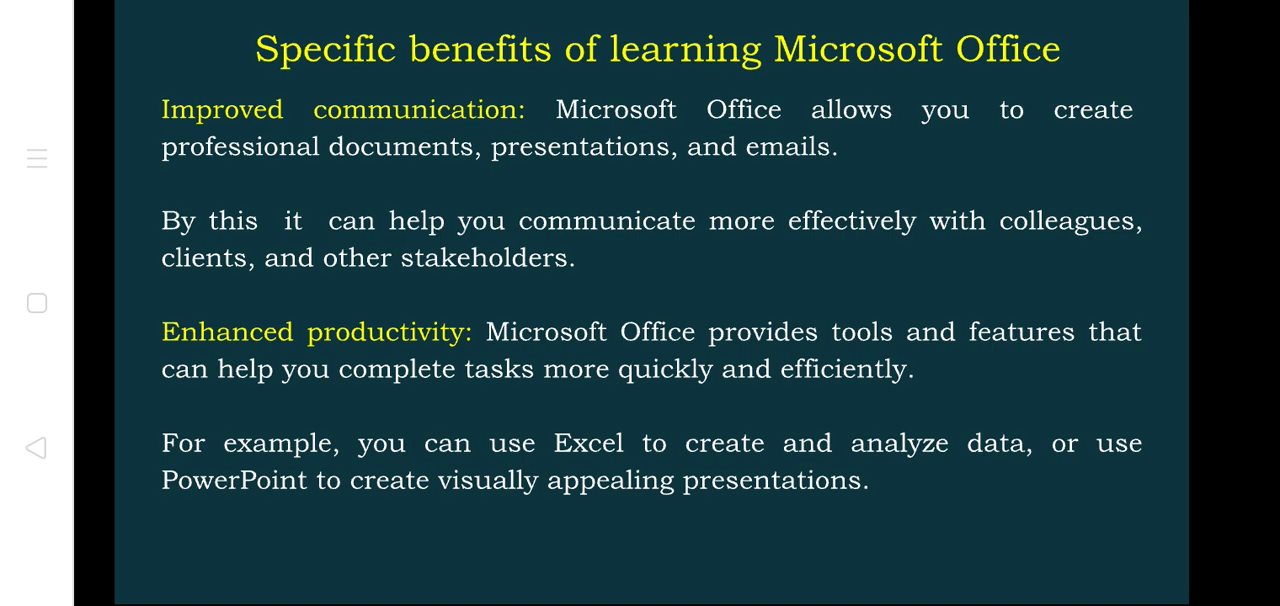 Specific benefits of learning Microsoft Office
Improved communication: Microsoft Office allows you to create
professional documents, presentations, and emails.
By this it can help you communicate more effectively with colleagues,
clients, and other stakeholders.
Enhanced productivity: Microsoft Office provides tools and features that
can help you complete tasks more quickly and efficiently.
For example, you can use Excel to create and analyze data, or use
PowerPoint to create visually appealing presentations.